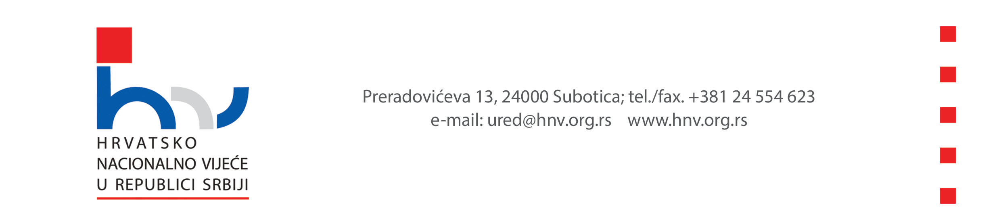 hnv
HRVATSKO
NACIONALNO VIJEĆE
U REPUBLICI SRBIJI
Preradovićeva 13, 24000 Subotica; tel./fax. +381 24 554 623
e-mail: ured@hnv.org.rs www.hnv.org.rs